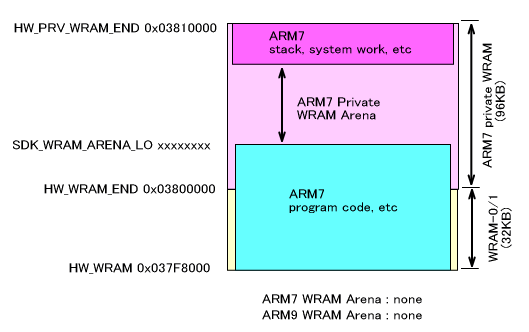 HW_PRV_WRAM_END 0x03810000
ARM7
stack, system work, etc
ARM7 Private
WRAM Arena
ARM7 private WRAM
(96KB)
SDK_WRAM_ARENA_LO xxxxxxxx
HW_WRAM_END 0x03800000
ARM7
program code, etc
WRAM-0/1
(32KB)
HW_WRAM 0x037F8000
ARM7 WRAM Arena : none
ARM9 WRAM Arena : none